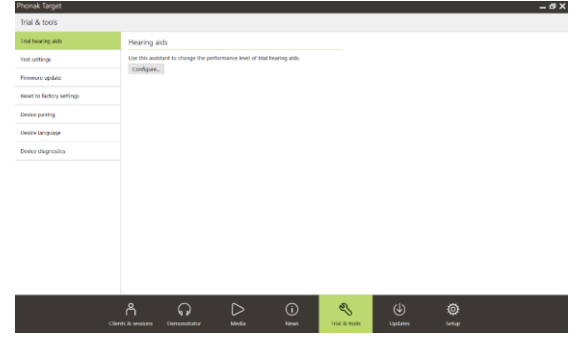 Phonak Target
Trial & tools
Trial hearing aids
Test settings
Firmware update
Reset to factory settings
Device pairing
Device language
Device diagnostics
Hearing aids
Use this assistant to change the performance level of trial hearing aids.
Configure...
Clients & sessions
Demonstrator
Media
News
Trial & tools
Updates
Setup